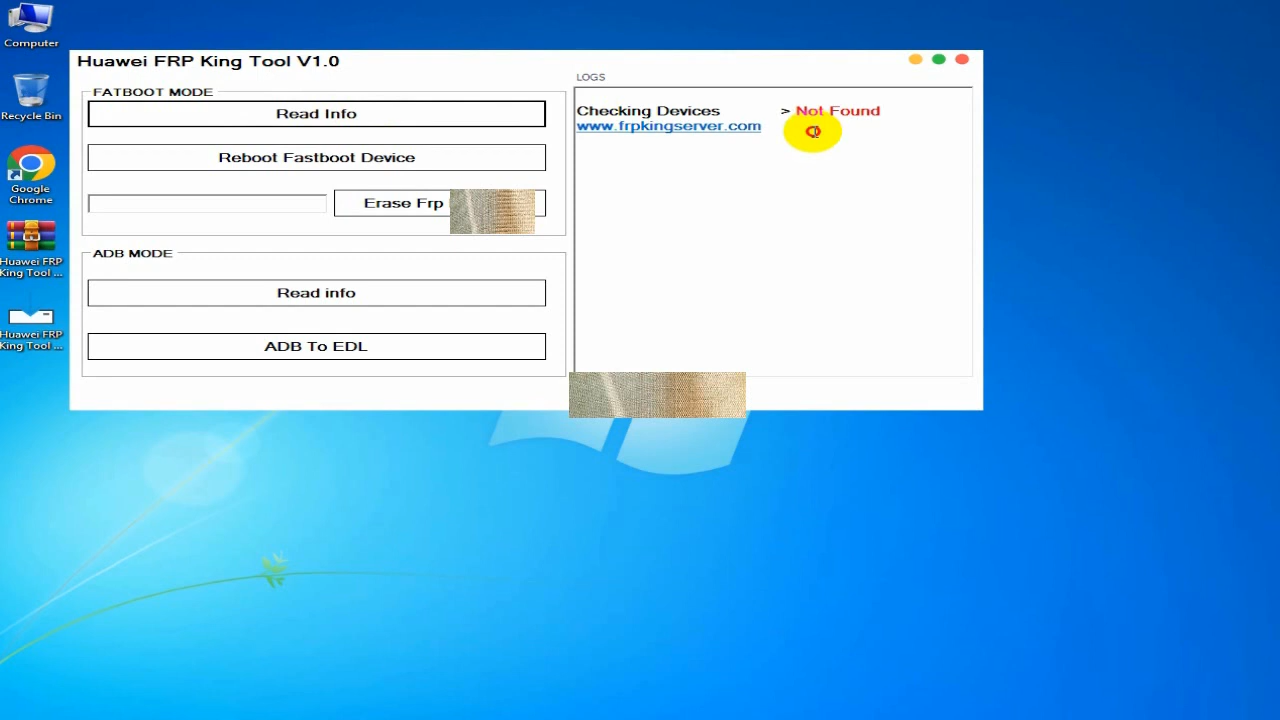 Computer
Recycle Bin
Google
Chrome
Huawei FRP
King Tool ...
Huawei FRP
King Tool ...
Huawei FRP King Tool V1.0
FATBOOT MODE
Read Info
Reboot Fastboot Device
Erase Frp
ADB MODE
Read info
ADB To EDL
LOGS
Checking Devices > Not Found
www.frpkingserver.com